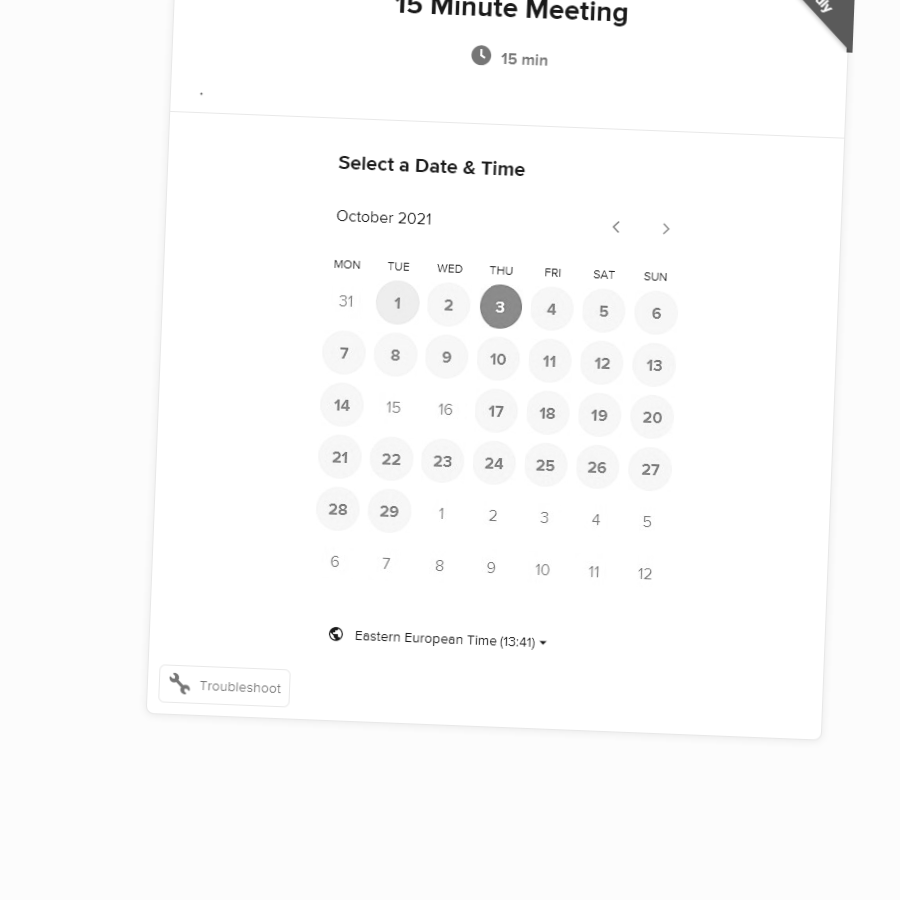 15 Minute Meeting
15 min
.
Select a Date & Time
October 2021
MON TUE WED THU FRI SAT SUN
31 1 2 3 4 5 6
7 8 9 10 11 12 13
14 15 16 17 18 19 20
21 22 23 24 25 26 27
28 29 1 2 3 4 5
6 7 8 9 10 11 12
Eastern European Time (13:41)
Troubleshoot